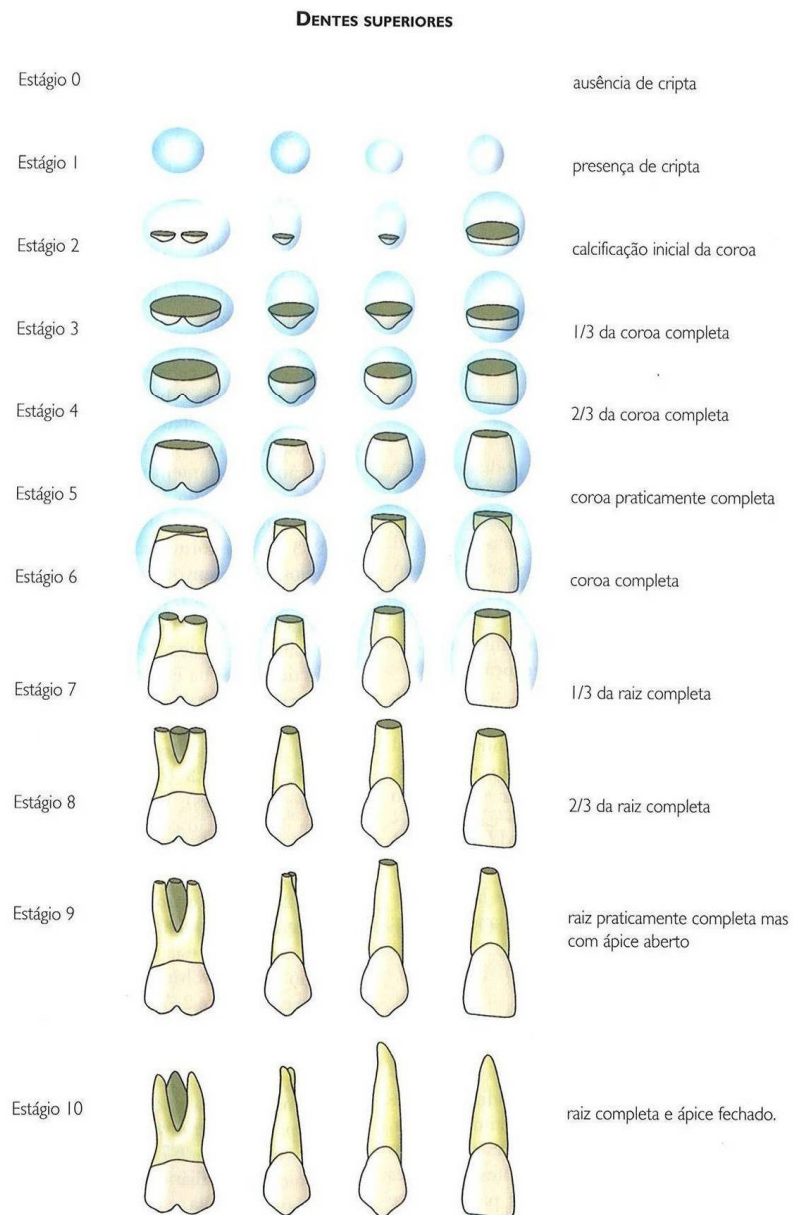 DENTES SUPERIORES
Estágio 0
ausência de cripta
Estágio 1
presença de cripta
Estágio 2
calcificação inicial da coroa
Estágio 3
1/3 da coroa completa
Estágio 4
2/3 da coroa completa
Estágio 5
coroa praticamente completa
Estágio 6
coroa completa
Estágio 7
1/3 da raiz completa
Estágio 8
2/3 da raiz completa
Estágio 9
raiz praticamente completa mas
com ápice aberto
Estágio 10
raiz completa e ápice fechado.